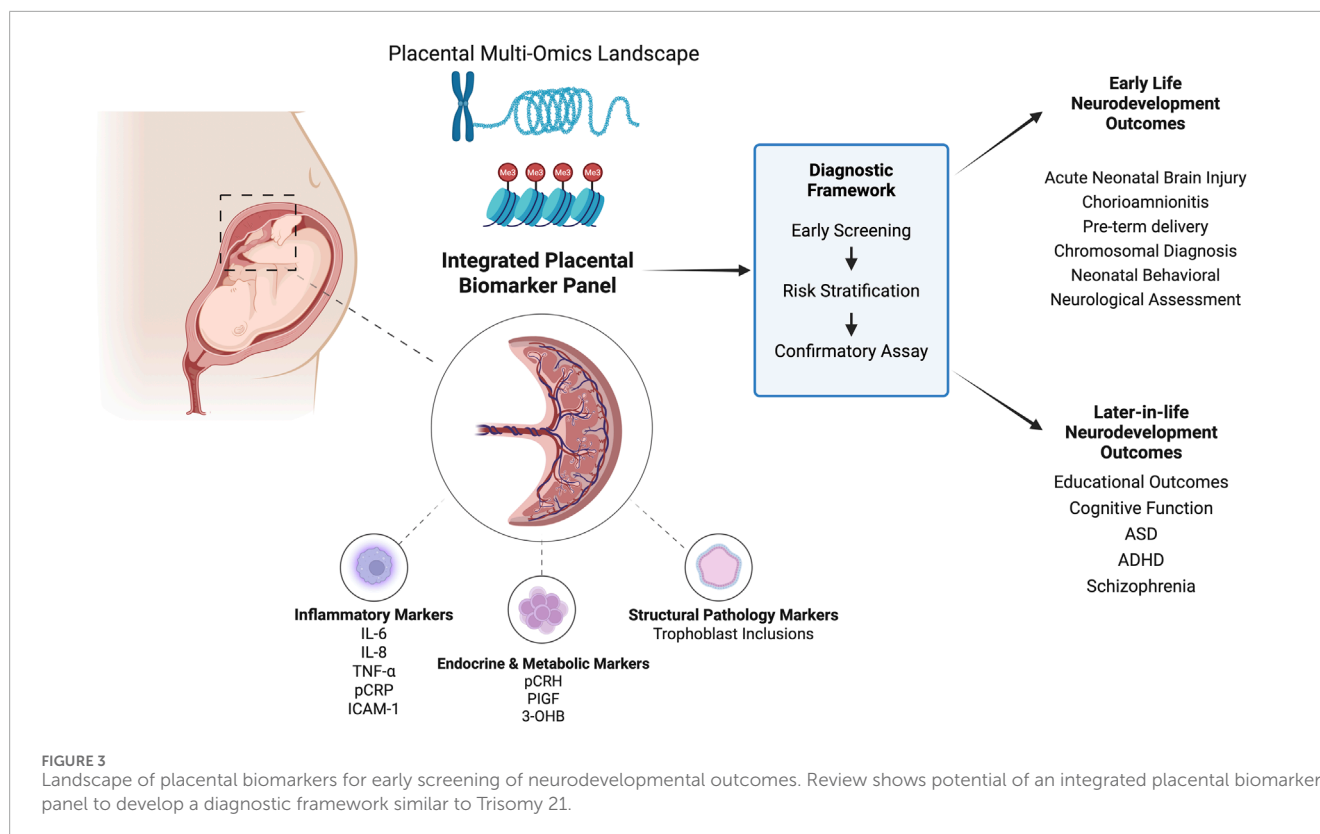 Placental Multi-Omics Landscape
Me3 Me3 Me3 Me3
Integrated Placental
Biomarker Panel
Diagnostic
Framework
Early Screening
Risk Stratification
Confirmatory Assay
Early Life
Neurodevelopment
Outcomes
Acute Neonatal Brain Injury
Chorioamnionitis
Pre-term delivery
Chromosomal Diagnosis
Neonatal Behavioral
Neurological Assessment
Later-in-life
Neurodevelopment
Outcomes
Educational Outcomes
Cognitive Function
ASD
ADHD
Schizophrenia
Inflammatory Markers
IL-6
IL-8
TNF-α
pCRP
ICAM-1
Endocrine & Metabolic Markers
pCRH
PIGF
3-OHB
Structural Pathology Markers
Trophoblast Inclusions
FIGURE 3
Landscape of placental biomarkers for early screening of neurodevelopmental outcomes. Review shows potential of an integrated placental biomarker
panel to develop a diagnostic framework similar to Trisomy 21.